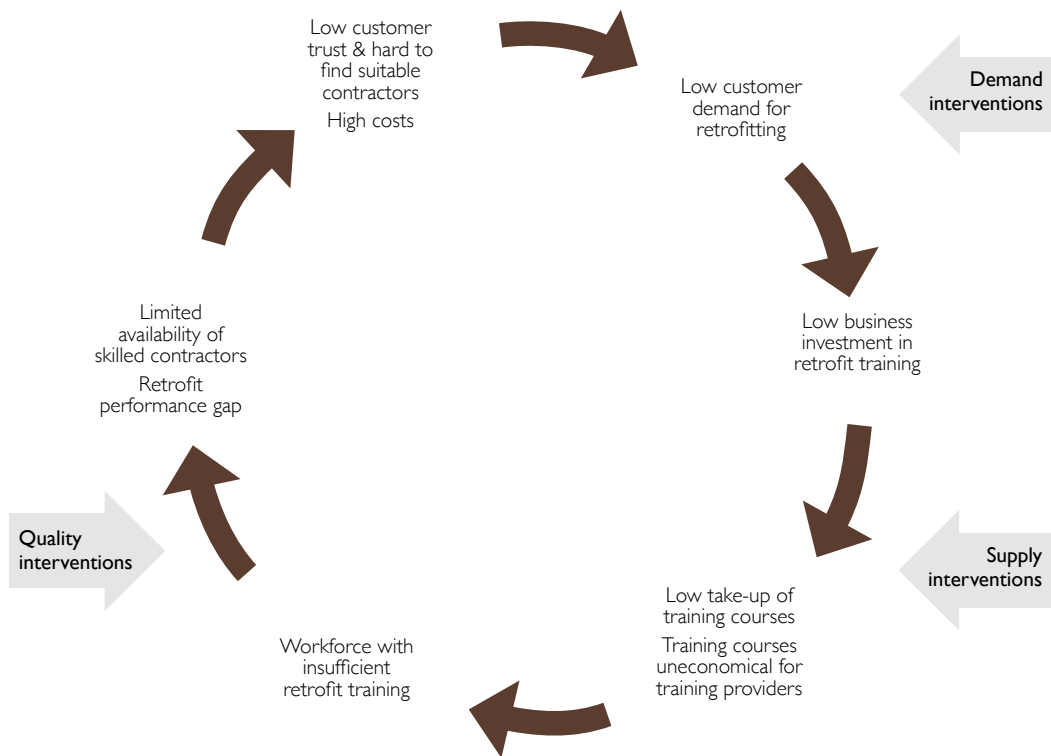 Low customer
trust & hard to
find suitable
contractors
High costs
Low customer
demand for
retrofitting
Demand
interventions
Low business
investment in
retrofit training
Supply
interventions
Low take-up of
training courses
Training courses
uneconomical for
training providers
Workforce with
insufficient
retrofit training
Quality
interventions
Limited
availability of
skilled contractors
Retrofit
performance gap